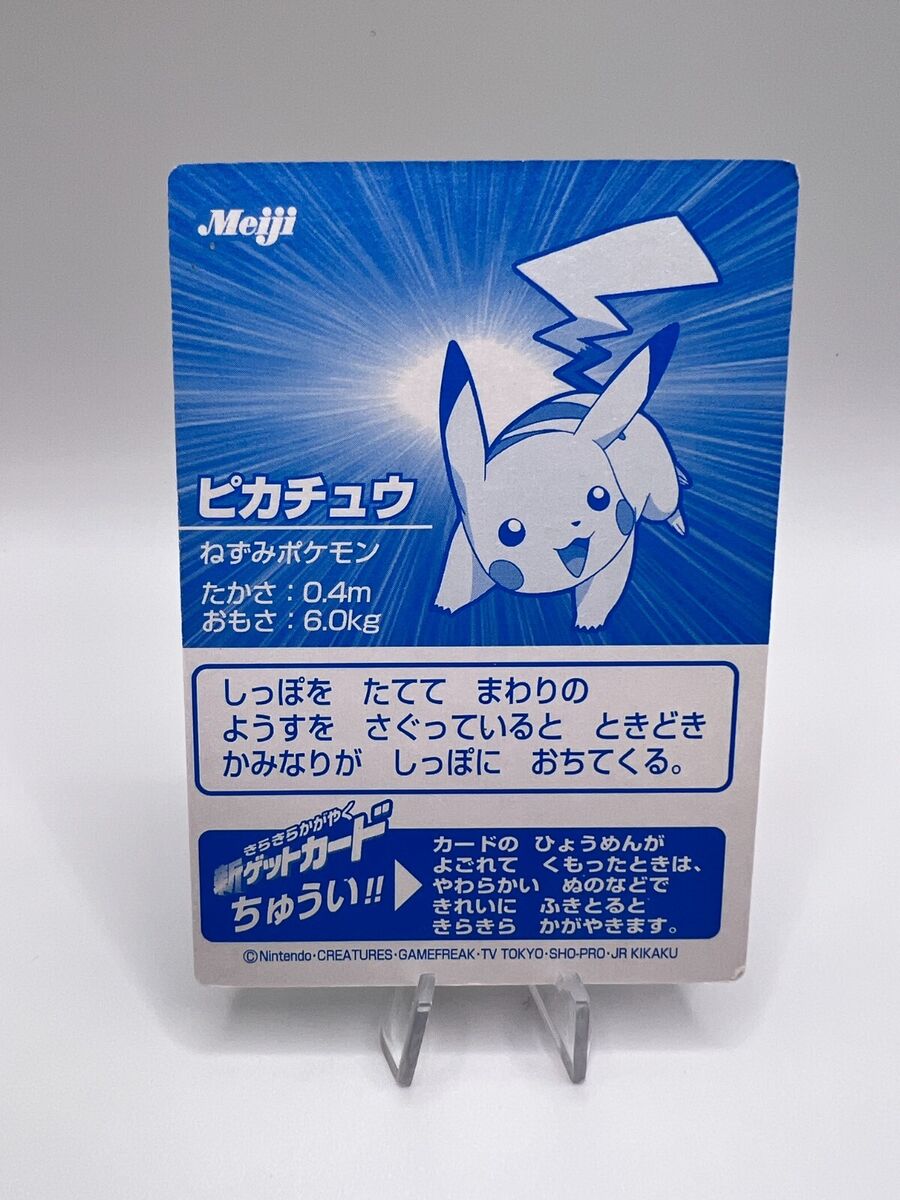 Meiji
ピカチュウ
ねずみポケモン
たかさ：0.4m
おもさ：6.0kg
しっぽを　たてて　まわりの
ようすを　さぐっていると　ときどき
かみなりが　しっぽに　おちてくる。
きらきらかがやく
新ゲットカード
ちゅうい!!
カードの　ひょうめんが
よごれて　くもったときは、
やわらかい　ぬのなどで
きれいに　ふきとると
きらきら　かがやきます。
©Nintendo・CREATURES・GAMEFREAK・TV TOKYO・SHO-PRO・JR KIKAKU